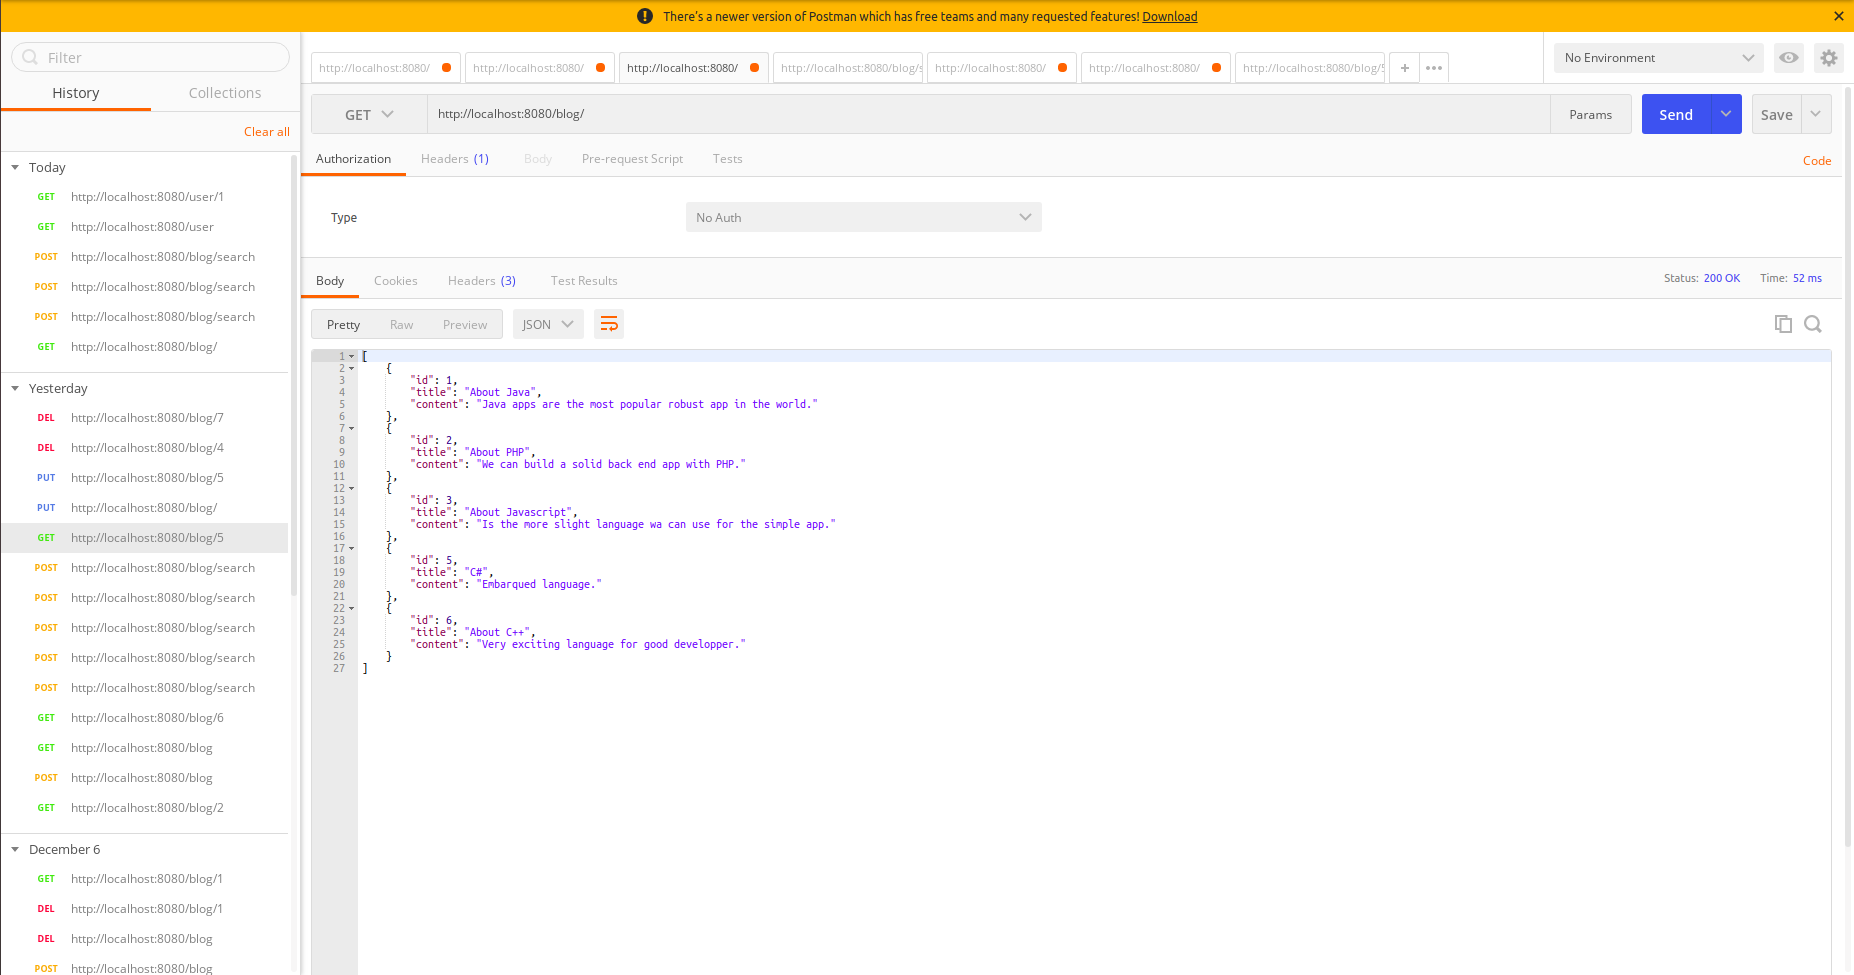 There's a newer version of Postman which has free teams and many requested features! Download
Filter
History Collections
Clear all
Today
GET http://localhost:8080/user/1
GET http://localhost:8080/user
POST http://localhost:8080/blog/search
POST http://localhost:8080/blog/search
POST http://localhost:8080/blog/search
GET http://localhost:8080/blog/
Yesterday
DEL http://localhost:8080/blog/7
DEL http://localhost:8080/blog/4
PUT http://localhost:8080/blog/5
PUT http://localhost:8080/blog/
GET http://localhost:8080/blog/5
POST http://localhost:8080/blog/search
POST http://localhost:8080/blog/search
POST http://localhost:8080/blog/search
POST http://localhost:8080/blog/search
POST http://localhost:8080/blog/search
GET http://localhost:8080/blog/6
GET http://localhost:8080/blog
POST http://localhost:8080/blog
GET http://localhost:8080/blog/2
December 6
GET http://localhost:8080/blog/1
DEL http://localhost:8080/blog/1
DEL http://localhost:8080/blog
POST http://localhost:8080/blog
http://localhost:8080/ http://localhost:8080/ http://localhost:8080/ http://localhost:8080/blog/s http://localhost:8080/ http://localhost:8080/ http://localhost:8080/blog/5 + •••
No Environment
GET http://localhost:8080/blog/ Params Send Save
Authorization Headers (1) Body Pre-request Script Tests Code
Type No Auth
Body Cookies Headers (3) Test Results Status: 200 OK Time: 52 ms
Pretty Raw Preview JSON
1 [
2 {
3 "id": 1,
4 "title": "About Java",
5 "content": "Java apps are the most popular robust app in the world."
6 },
7 {
8 "id": 2,
9 "title": "About PHP",
10 "content": "We can build a solid back end app with PHP."
11 },
12 {
13 "id": 3,
14 "title": "About Javascript",
15 "content": "Is the more slight language wa can use for the simple app."
16 },
17 {
18 "id": 5,
19 "title": "C#",
20 "content": "Embarqued language."
21 },
22 {
23 "id": 6,
24 "title": "About C++",
25 "content": "Very exciting language for good developper."
26 }
27 ]